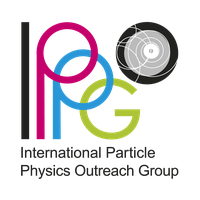 IPPOG
International Particle
Physics Outreach Group